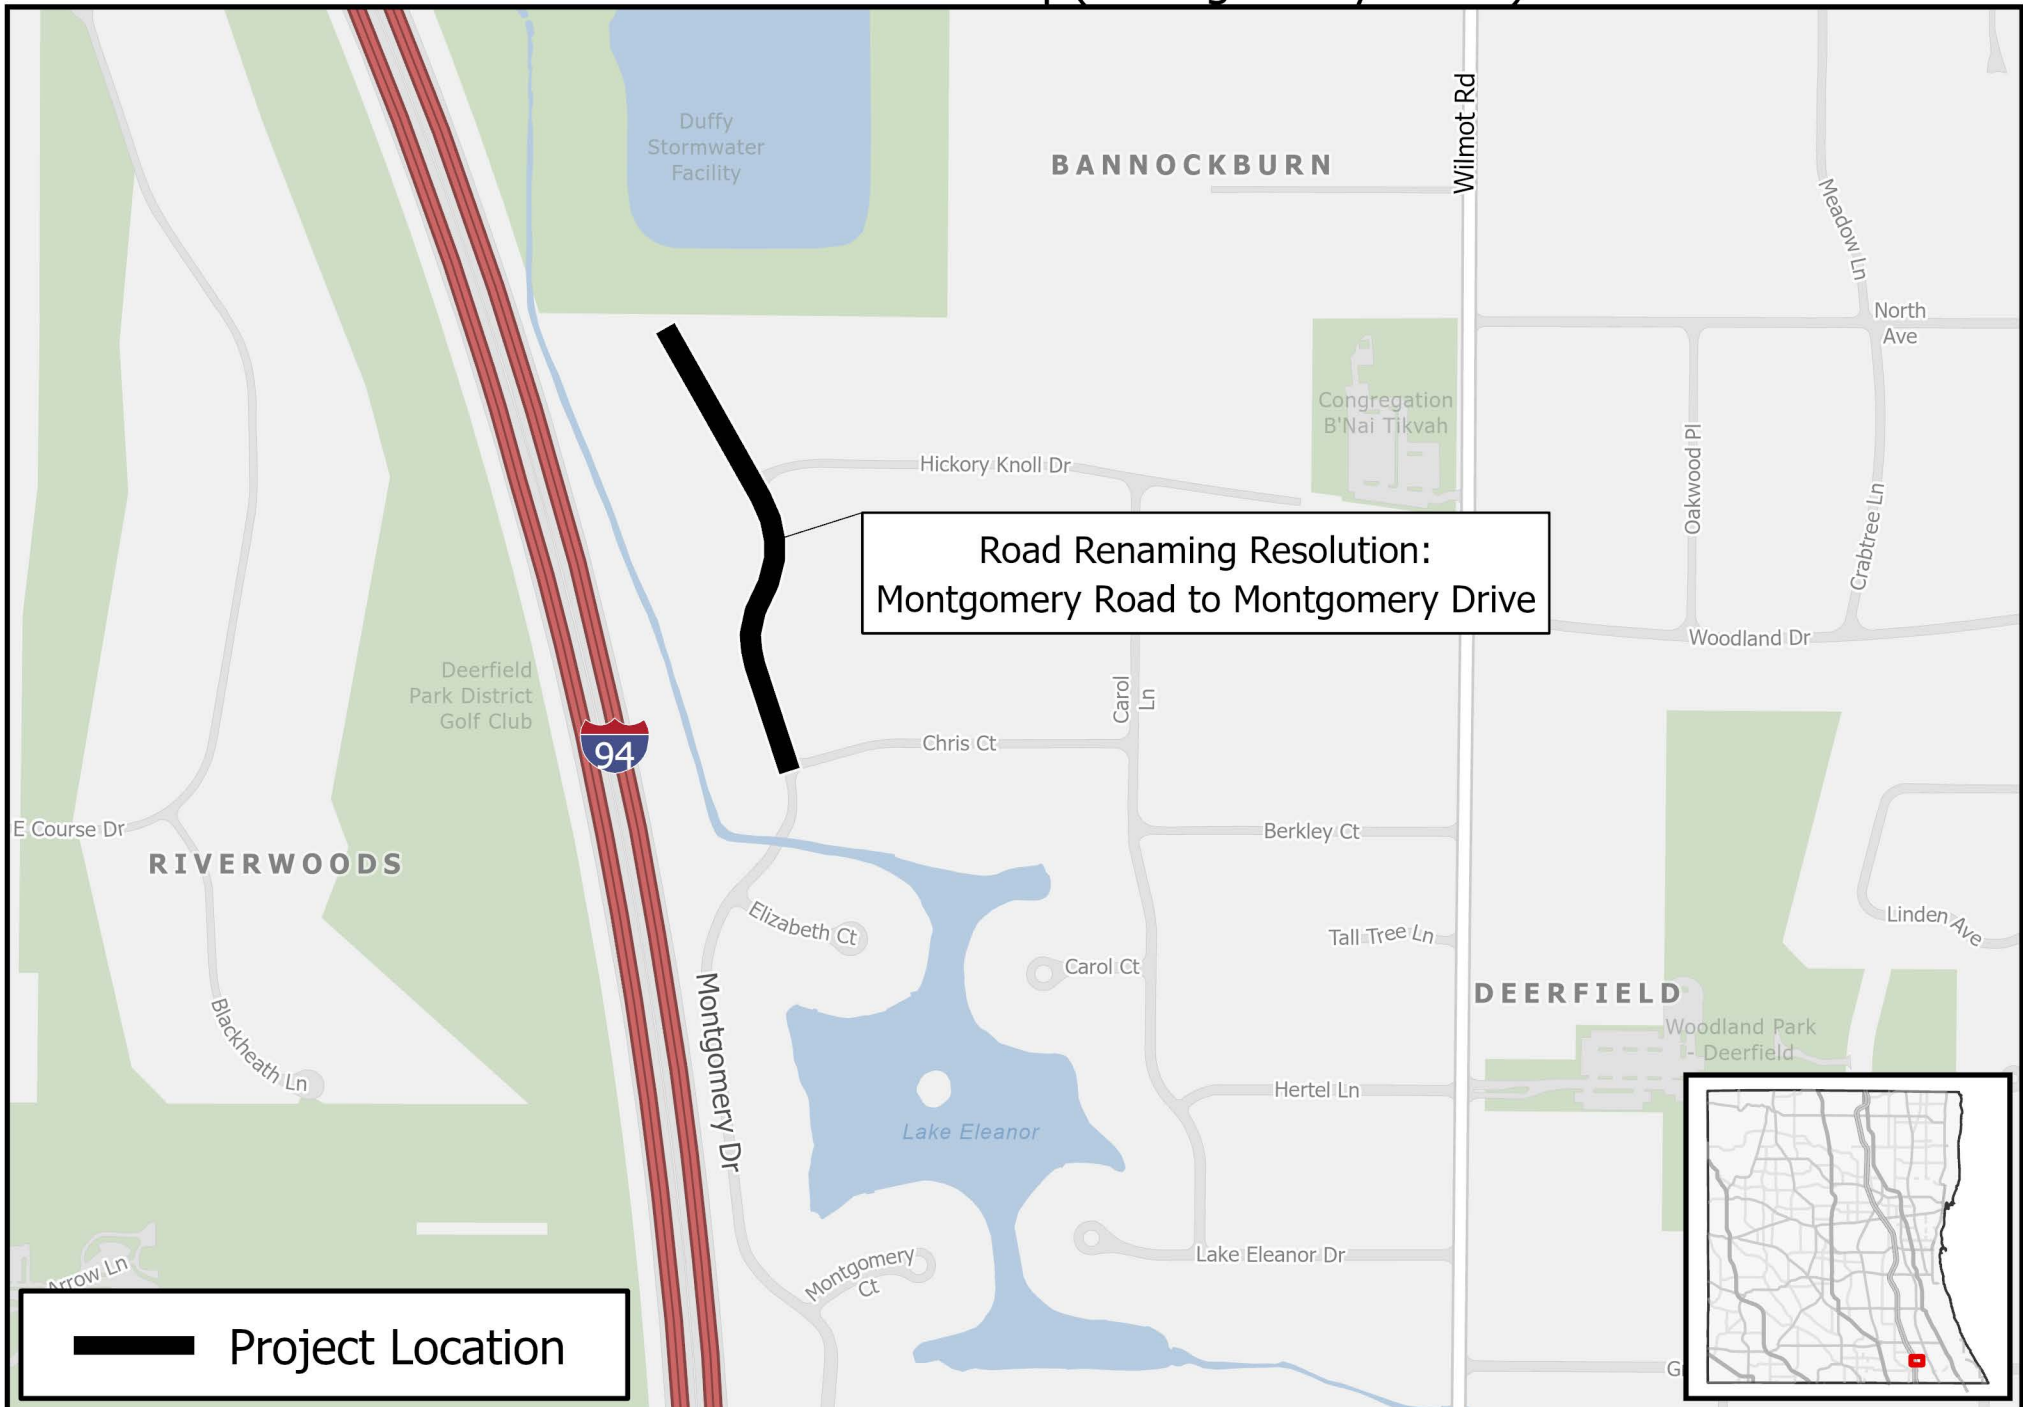 Duffy
Stormwater
Facility
BANNOCKBURN
Wilmot Rd
Meadow Ln
North
Ave
Congregation
B'Nai Tikvah
Hickory Knoll Dr
Oakwood Pl
Crabtree Ln
Road Renaming Resolution:
Montgomery Road to Montgomery Drive
Woodland Dr
Deerfield
Park District
Golf Club
94
Carol
Ln
Chris Ct
E Course Dr
RIVERWOODS
Berkley Ct
Elizabeth Ct
Tall Tree Ln
Linden Ave
Carol Ct
DEERFIELD
Woodland Park
- Deerfield
Montgomery Dr
Blackheath Ln
Hertel Ln
Lake Eleanor
Lake Eleanor Dr
Montgomery
Ct
Arrow Ln
Project Location